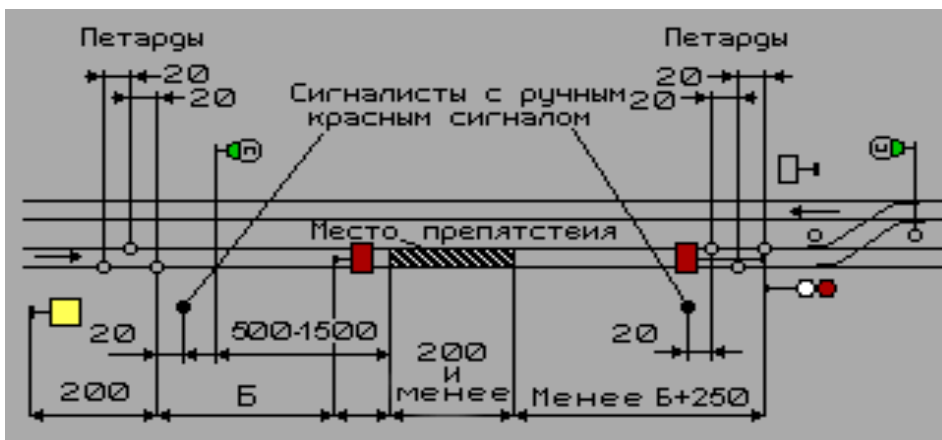 Петарды Петарды
20 20
20 20
Сигналисты с ручным
красным сигналом
п
Место препятствия
20 500-1500 200 20
и
200 Б менее Менее Б+250